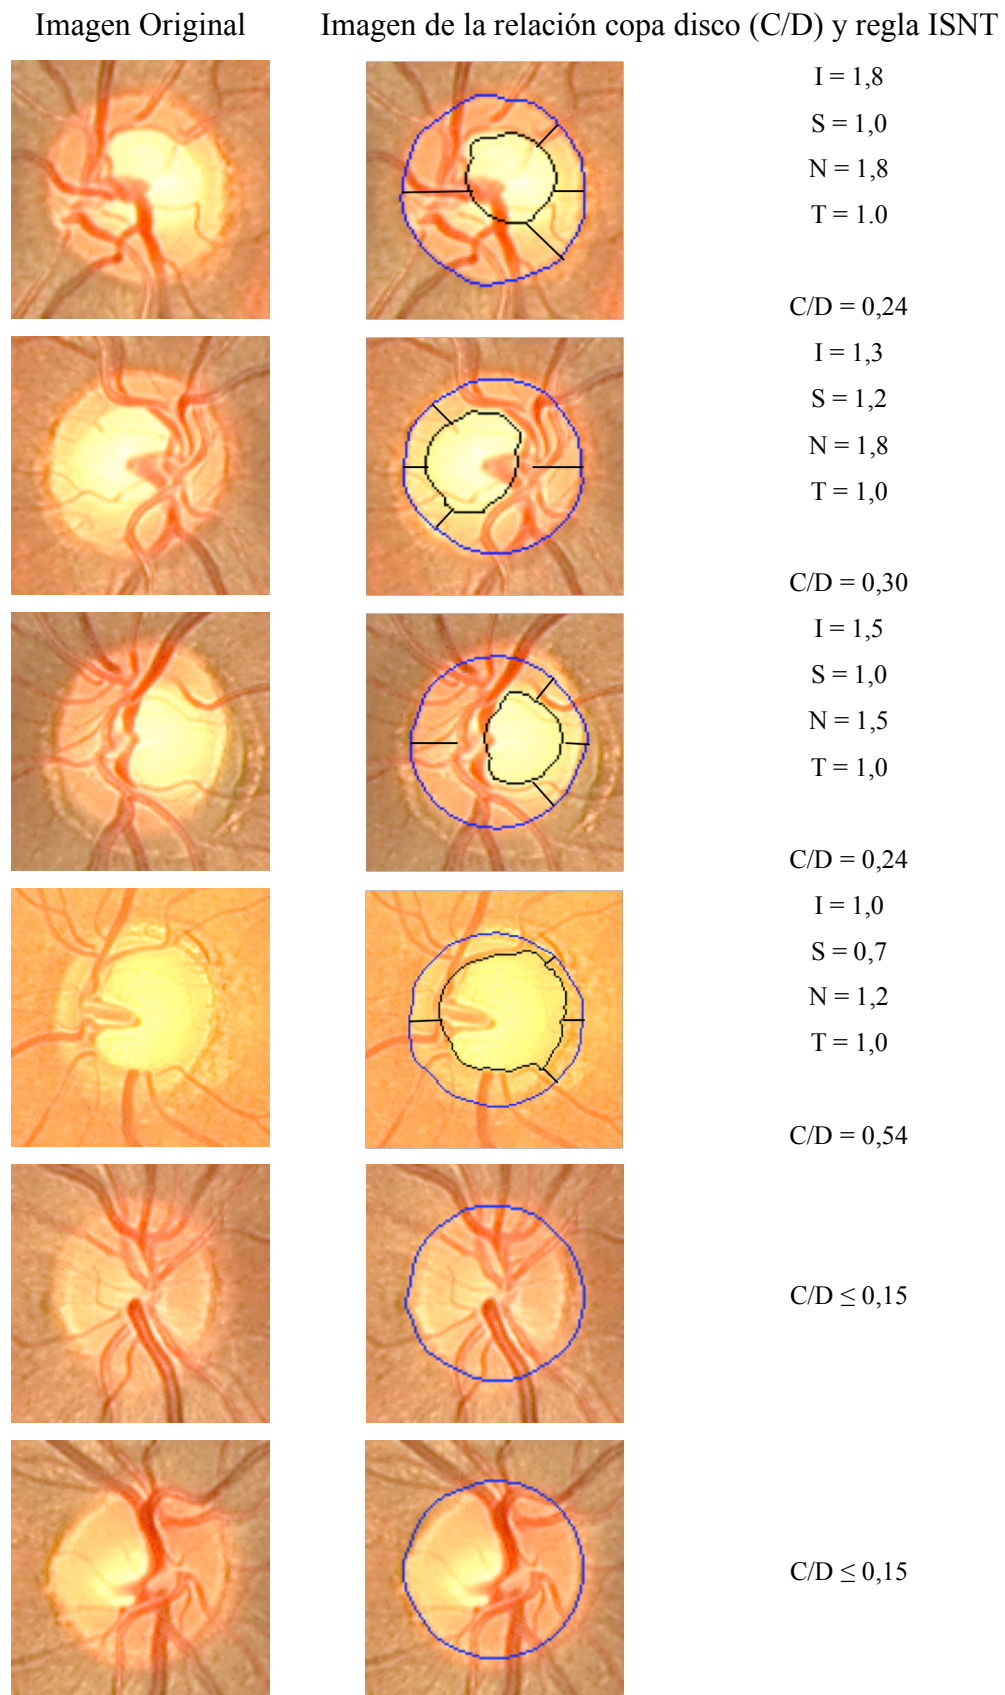 Imagen Original
Imagen de la relación copa disco (C/D) y regla ISNT
I = 1,8
S = 1,0
N = 1,8
T = 1.0
C/D = 0,24
I = 1,3
S = 1,2
N = 1,8
T = 1,0
C/D = 0,30
I = 1,5
S = 1,0
N = 1,5
T = 1,0
C/D = 0,24
I = 1,0
S = 0,7
N = 1,2
T = 1,0
C/D = 0,54
C/D ≤ 0,15
C/D ≤ 0,15